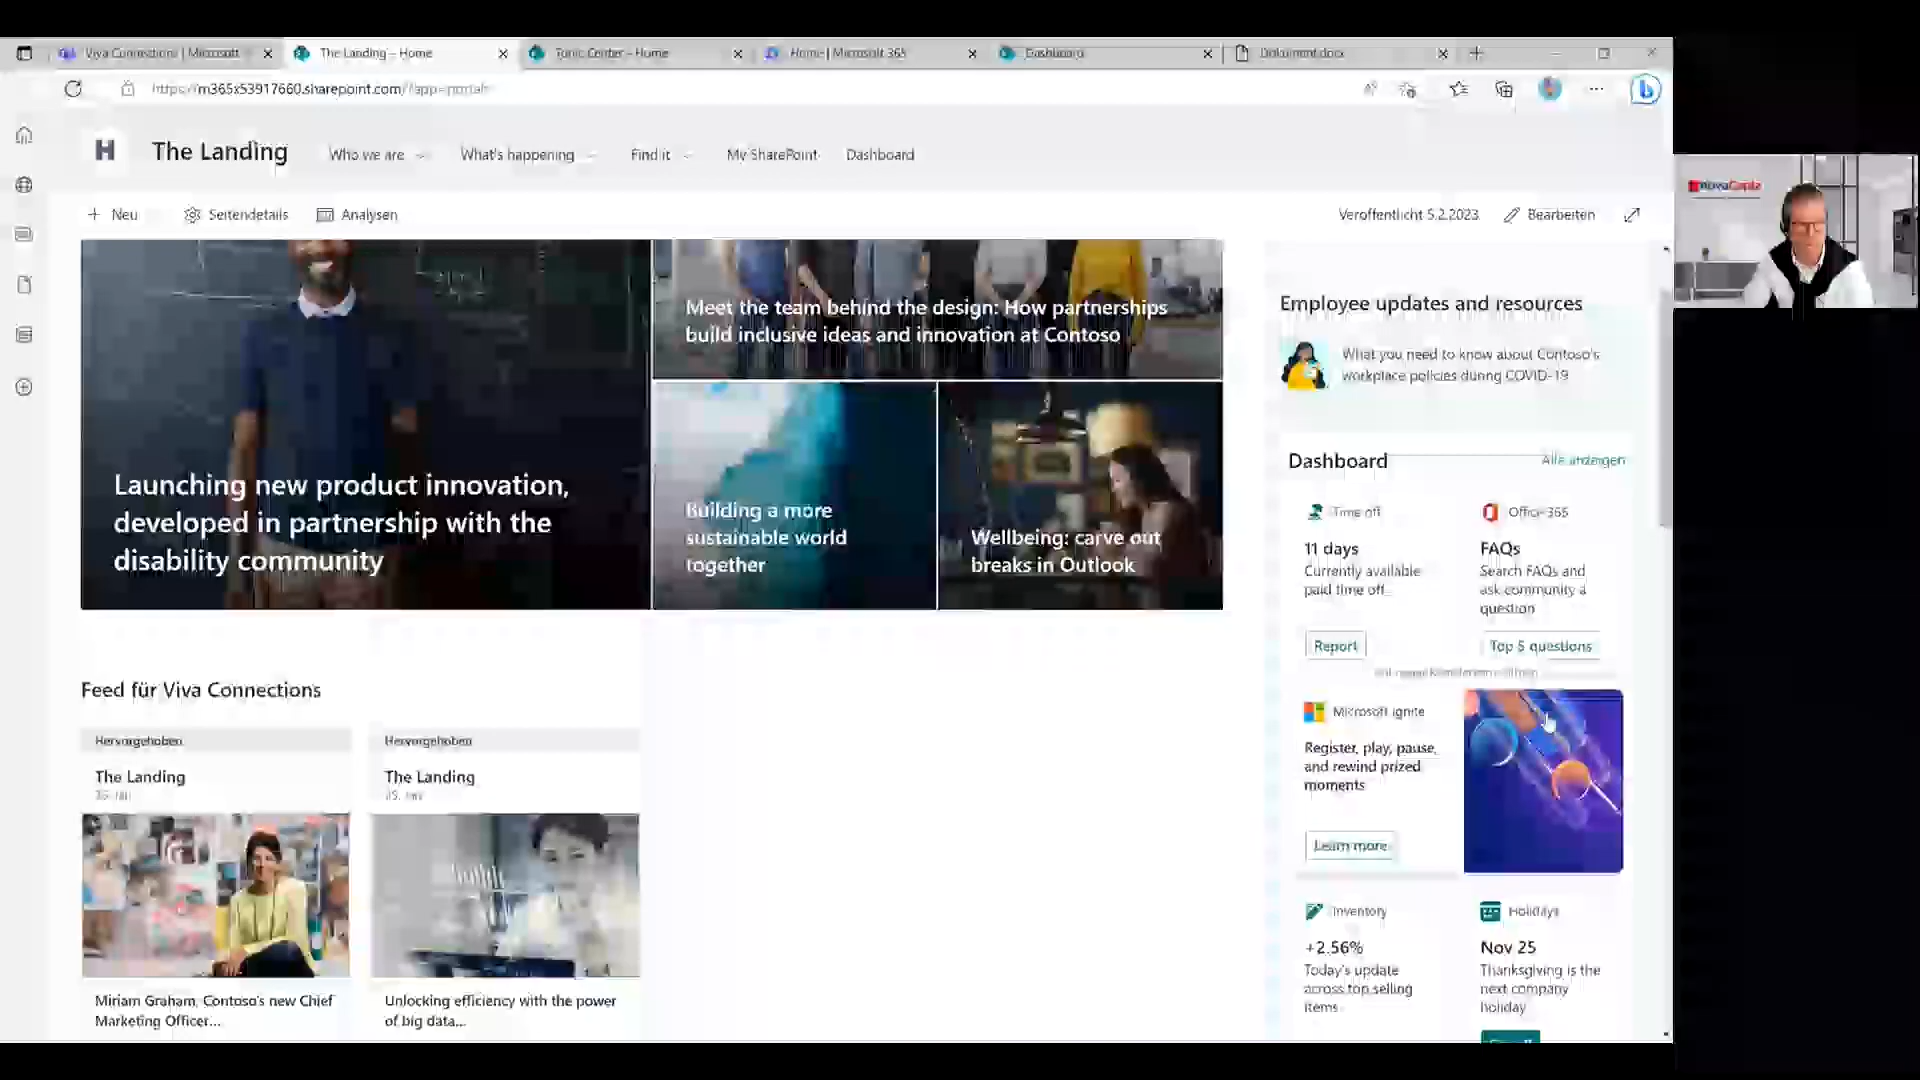 Viva Connections | Microsoft
The Landing - Home
Tonic Center - Home
Home | Microsoft 365
Dashboard
Dokument.docx
https://m365x53917660.sharepoint.com/?app=portals
H
The Landing
Who we are
What's happening
Find it
My SharePoint
Dashboard
+ Neu
Seitendetails
Analysen
Veröffentlicht 5.2.2023
Bearbeiten
Launching new product innovation,
developed in partnership with the
disability community
Meet the team behind the design: How partnerships
build inclusive ideas and innovation at Contoso
Building a more
sustainable world
together
Wellbeing: carve out
breaks in Outlook
Employee updates and resources
What you need to know about Contoso's
workplace policies during COVID-19
Dashboard
Alle anzeigen
Time off
11 days
Currently available
paid time off
Report
Office 365
FAQs
Search FAQs and
ask community a
question
Top 5 questions
Microsoft Ignite
Register, play, pause,
and rewind prized
moments
Learn more
Inventory
+2.56%
Today's update
across top selling
items
Holidays
Nov 25
Thanksgiving is the
next company
holiday
Feed für Viva Connections
Hervorgehoben
The Landing
Miriam Graham, Contoso's new Chief
Marketing Officer...
Hervorgehoben
The Landing
Unlocking efficiency with the power
of big data...
NovaCapta